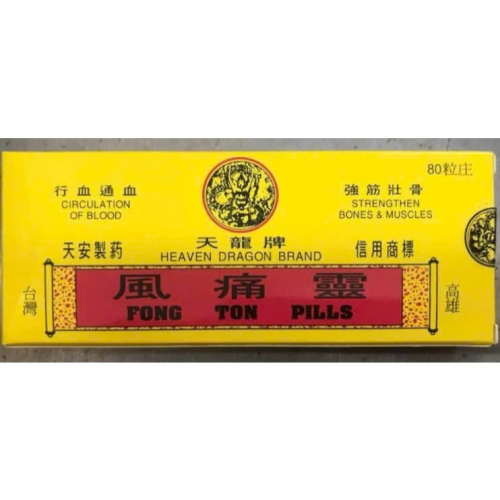 80粒庄
行血通血
CIRCULATION
OF BLOOD
強筋壯骨
STRENGTHEN
BONES & MUSCLES
天龍牌
HEAVEN DRAGON BRAND
天安製药
信用商標
台灣
風痛靈
FONG TON PILLS
高雄